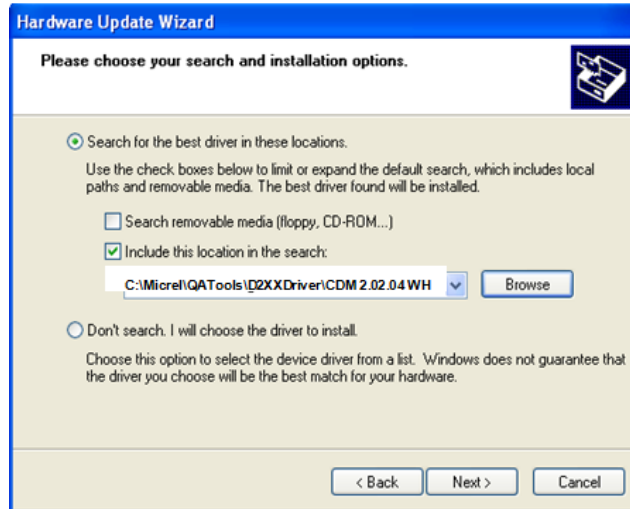 Hardware Update Wizard
Please choose your search and installation options.
Search for the best driver in these locations.
Use the check boxes below to limit or expand the default search, which includes local
paths and removable media. The best driver found will be installed.
Search removable media (floppy, CD-ROM...)
Include this location in the search:
C:\Micrel\QATools\D2XXDriver\CDM 2.02.04 WH
Browse
Don't search. I will choose the driver to install.
Choose this option to select the device driver from a list. Windows does not guarantee that
the driver you choose will be the best match for your hardware.
< Back
Next >
Cancel